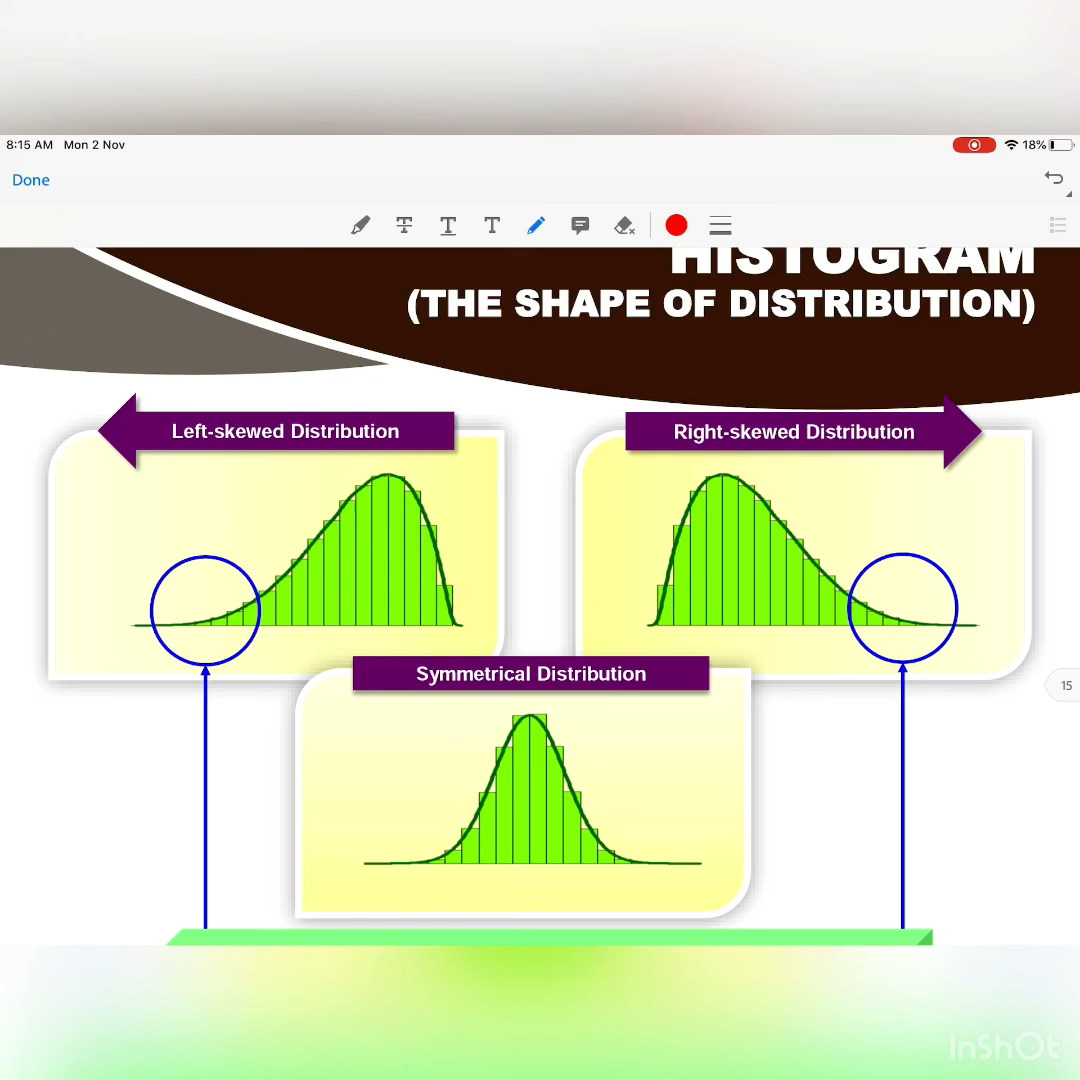 8:15 AM Mon 2 Nov
18%
Done
T T T
HISTOGRAM
(THE SHAPE OF DISTRIBUTION)
Left-skewed Distribution
Right-skewed Distribution
Symmetrical Distribution
15
InShOt